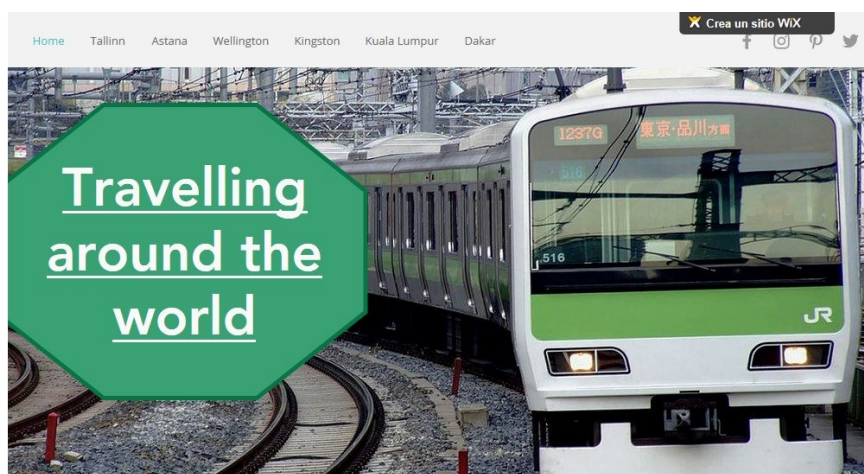 Crea un sitio WiX
Home Tallinn Astana Wellington Kingston Kuala Lumpur Dakar
1237G 東京・品川方面
516
516
JR
Travelling
around the
world